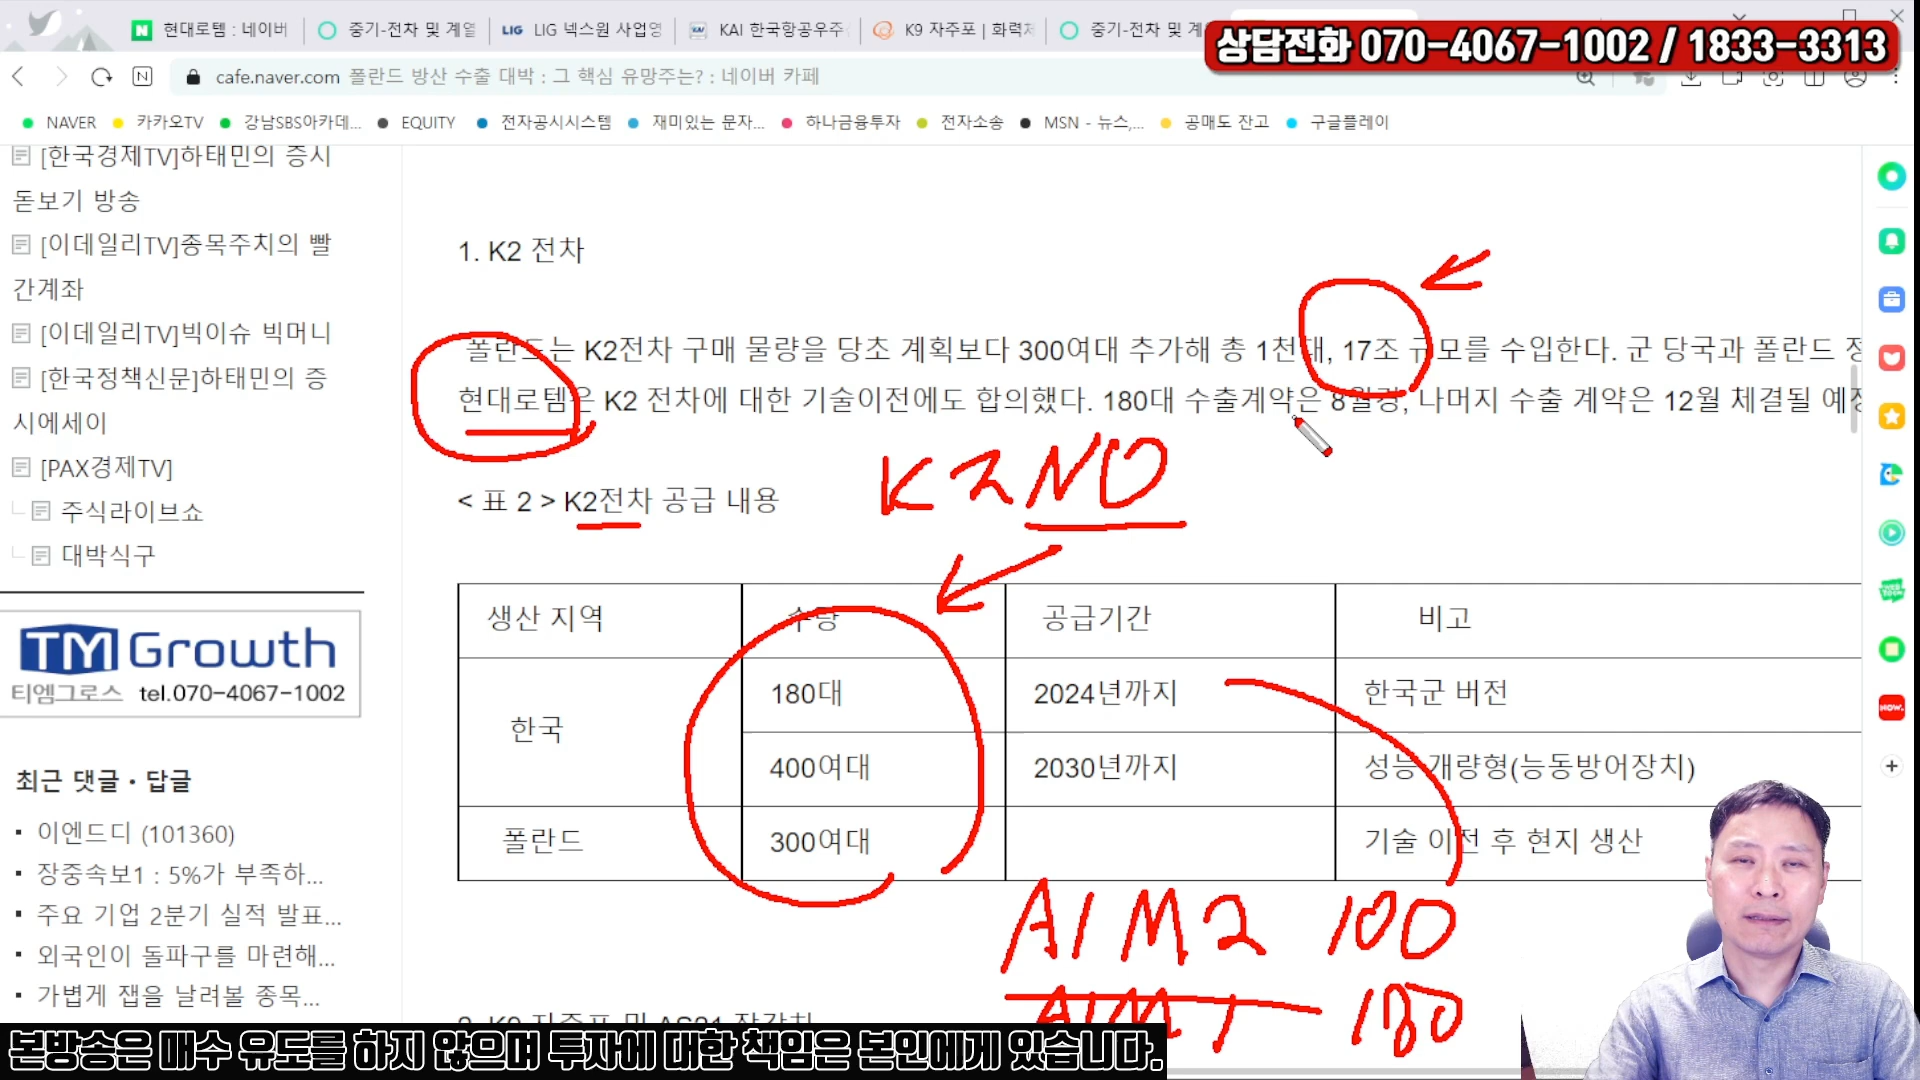 현대로템 : 네이버
중기-전차 및 계열
LIG LIG 넥스원 사업영
KAI 한국항공우주
K9 자주포 | 화력체
중기-전차 및 계
상담전화 070-4067-1002 / 1833-3313
cafe.naver.com 폴란드 방산 수출 대박 : 그 핵심 유망주는? : 네이버 카페
NAVER 카카오TV 강남SBS아카데... EQUITY 전자공시시스템 재미있는 문자... 하나금융투자 전자소송 MSN - 뉴스,... 공매도 잔고 구글플레이
[한국경제TV]하태민의 증시
돋보기 방송
[이데일리TV]종목주치의 빨
간계좌
[이데일리TV]빅이슈 빅머니
[한국정책신문]하태민의 증
시에세이
[PAX경제TV]
주식라이브쇼
대박식구
TM Growth
티엠그로스 tel.070-4067-1002
최근 댓글・답글
이엔드디 (101360)
장중속보1 : 5%가 부족하...
주요 기업 2분기 실적 발표...
외국인이 돌파구를 마련해...
가볍게 잽을 날려볼 종목...
1. K2 전차
폴란드는 K2전차 구매 물량을 당초 계획보다 300여대 추가해 총 1천대, 17조 규모를 수입한다. 군 당국과 폴란드 정
현대로템은 K2 전차에 대한 기술이전에도 합의했다. 180대 수출계약은 8월경, 나머지 수출 계약은 12월 체결될 예정
K2NO
< 표 2 > K2전차 공급 내용
생산 지역 수량 공급기간 비고
한국 180대 2024년까지 한국군 버전
400여대 2030년까지 성능 개량형(능동방어장치)
폴란드 300여대 기술 이전 후 현지 생산
A1M2 100
A1M1 180
2. K9 자주포 및 AS21 장갑차
본방송은 매수 유도를 하지 않으며 투자에 대한 책임은 본인에게 있습니다.
NOW.